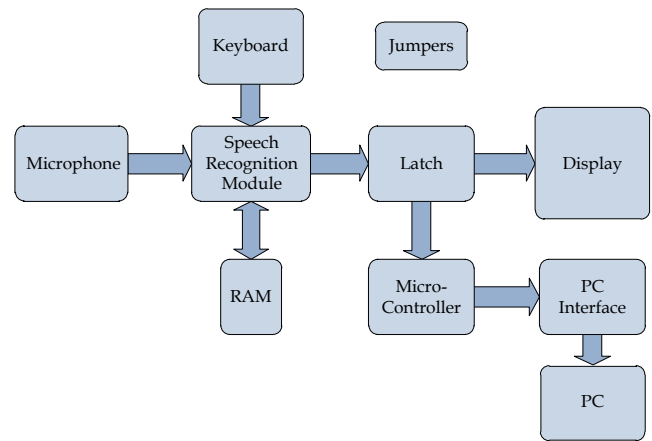 Keyboard
Jumpers
Microphone
Speech
Recognition
Module
Latch
Display
RAM
Micro-
Controller
PC
Interface
PC